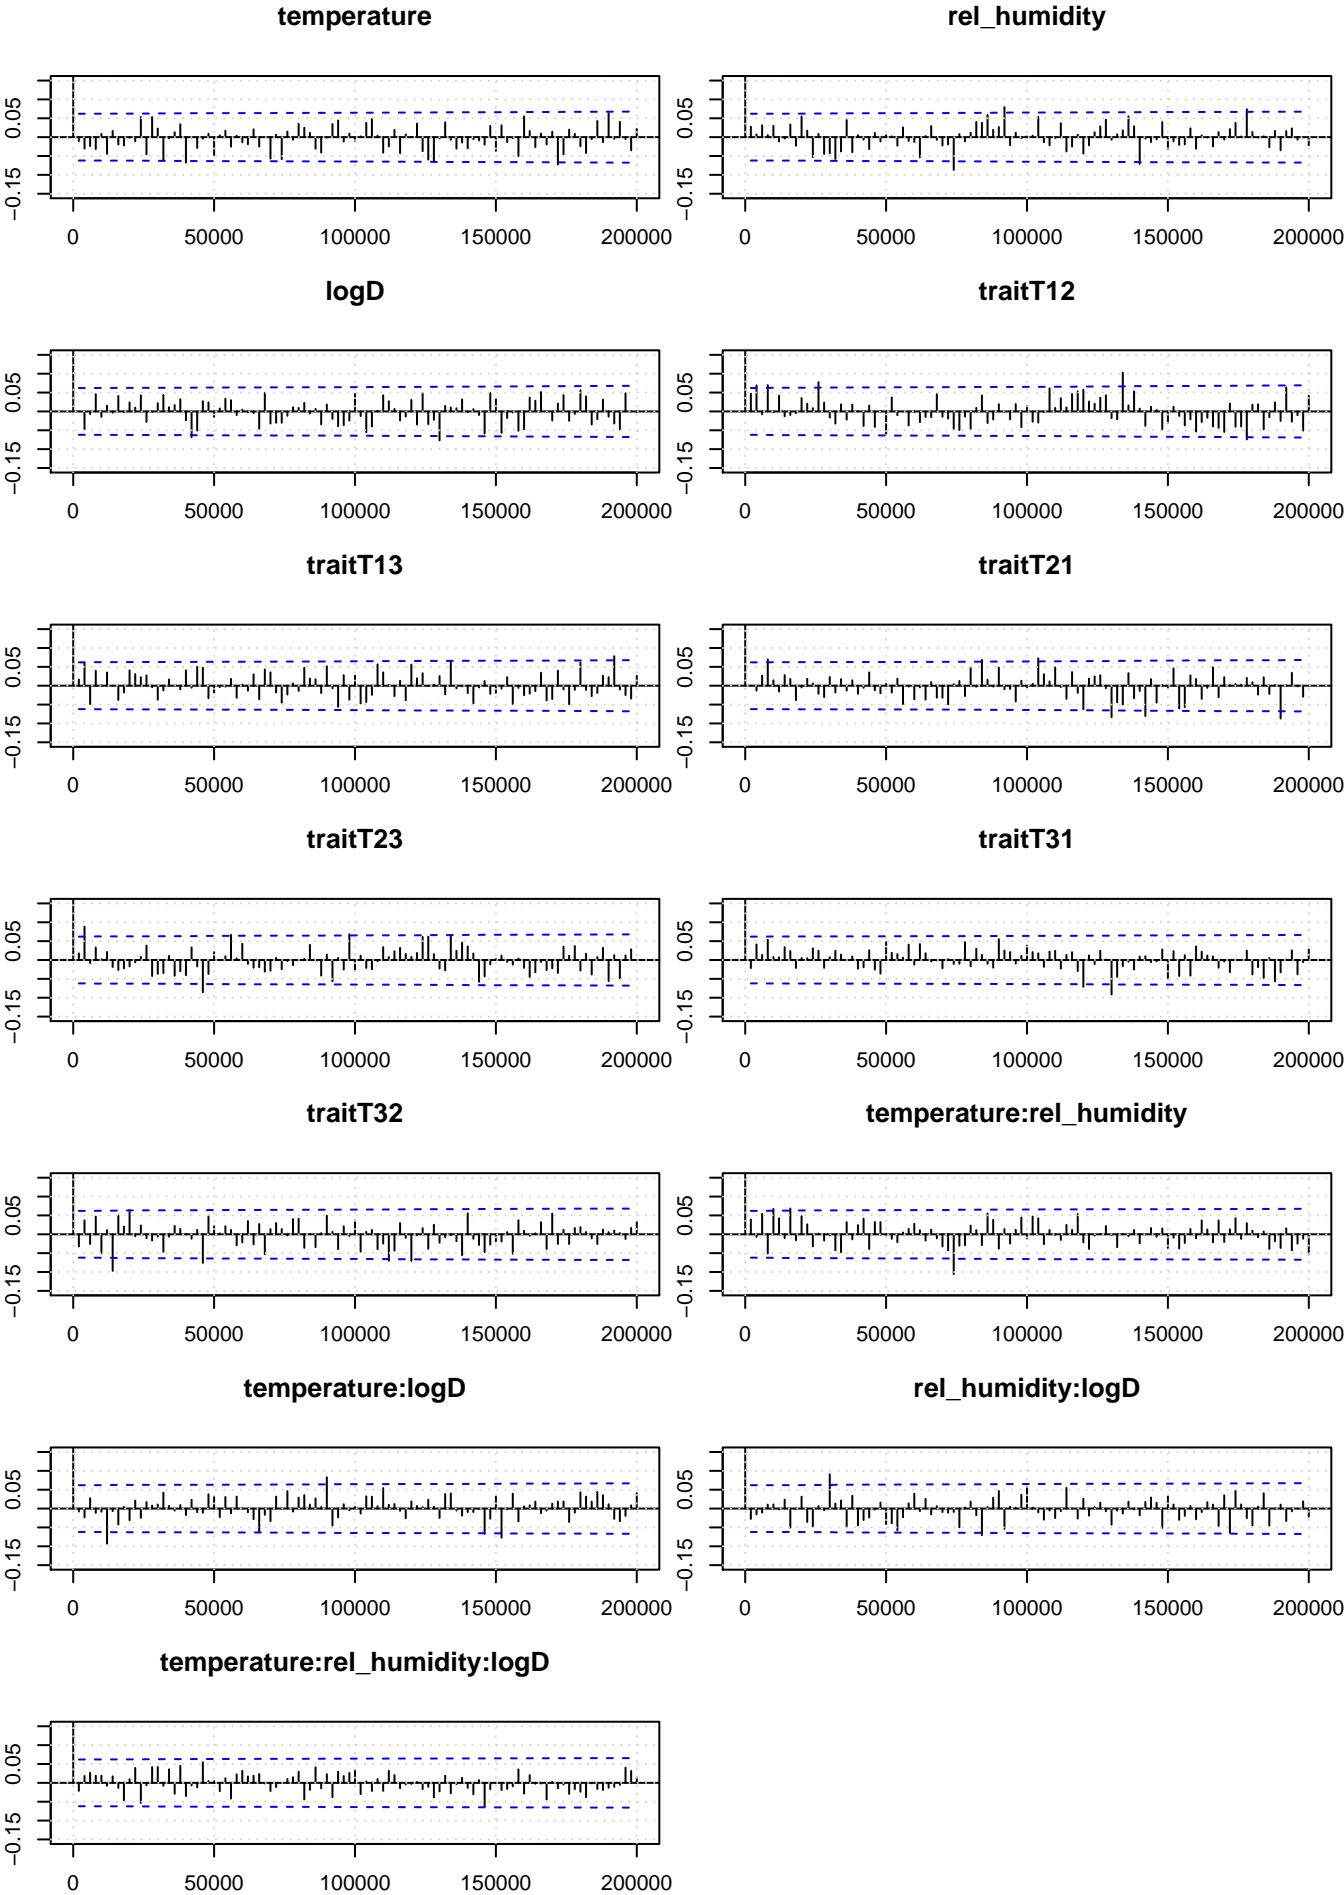 temperature
rel_humidity
0.05
−0.15
0 50000 100000 150000 200000
0.05
−0.15
0 50000 100000 150000 200000
logD
traitT12
0.05
−0.15
0 50000 100000 150000 200000
0.05
−0.15
0 50000 100000 150000 200000
traitT13
traitT21
0.05
−0.15
0 50000 100000 150000 200000
0.05
−0.15
0 50000 100000 150000 200000
traitT23
traitT31
0.05
−0.15
0 50000 100000 150000 200000
0.05
−0.15
0 50000 100000 150000 200000
traitT32
temperature:rel_humidity
0.05
−0.15
0 50000 100000 150000 200000
0.05
−0.15
0 50000 100000 150000 200000
temperature:logD
rel_humidity:logD
0.05
−0.15
0 50000 100000 150000 200000
0.05
−0.15
0 50000 100000 150000 200000
temperature:rel_humidity:logD
0.05
−0.15
0 50000 100000 150000 200000